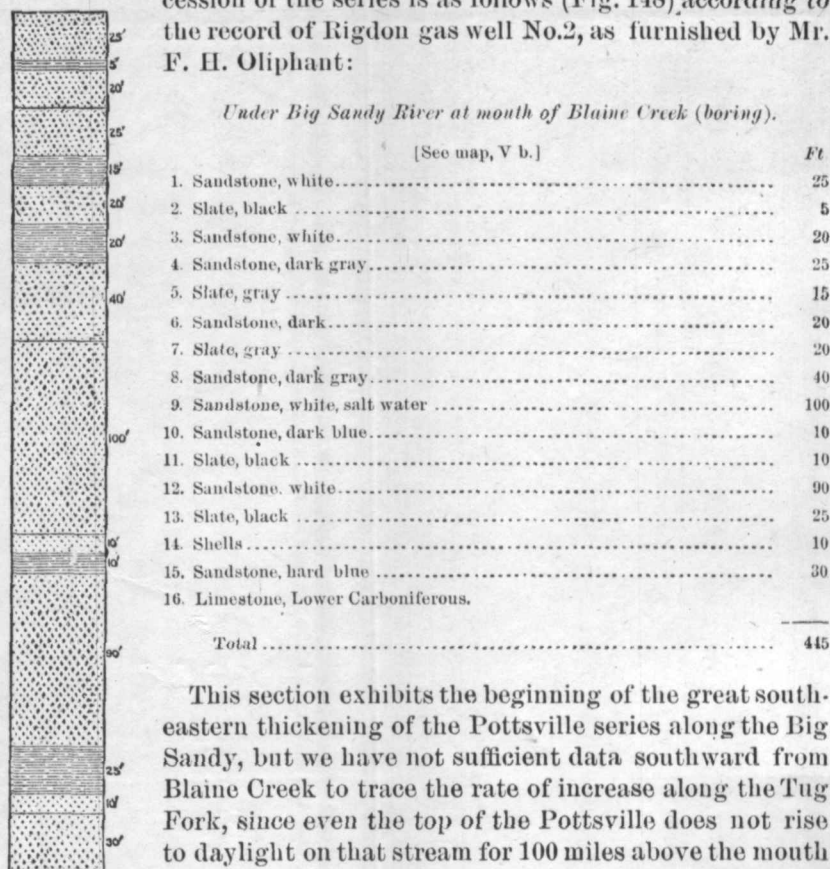 cession of the series is as follows (Fig. 148) according to
the record of Rigdon gas well No.2, as furnished by Mr.
F. H. Oliphant:
Under Big Sandy River at mouth of Blaine Creek (boring).
[See map, V b.]
Ft
1. Sandstone, white 25
2. Slate, black 5
3. Sandstone, white 20
4. Sandstone, dark gray 25
5. Slate, gray 15
6. Sandstone, dark 20
7. Slate, gray 20
8. Sandstone, dark gray 40
9. Sandstone, white, salt water 100
10. Sandstone, dark blue 10
11. Slate, black 10
12. Sandstone. white 90
13. Slate, black 25
14. Shells 10
15. Sandstone, hard blue 30
16. Limestone, Lower Carboniferous.
Total 445
This section exhibits the beginning of the great south-
eastern thickening of the Pottsville series along the Big
Sandy, but we have not sufficient data southward from
Blaine Creek to trace the rate of increase along the Tug
Fork, since even the top of the Pottsville does not rise
to daylight on that stream for 100 miles above the mouth
25'
5'
20'
25'
15'
20'
20'
40'
100'
10'
10'
90'
25'
10'
30'